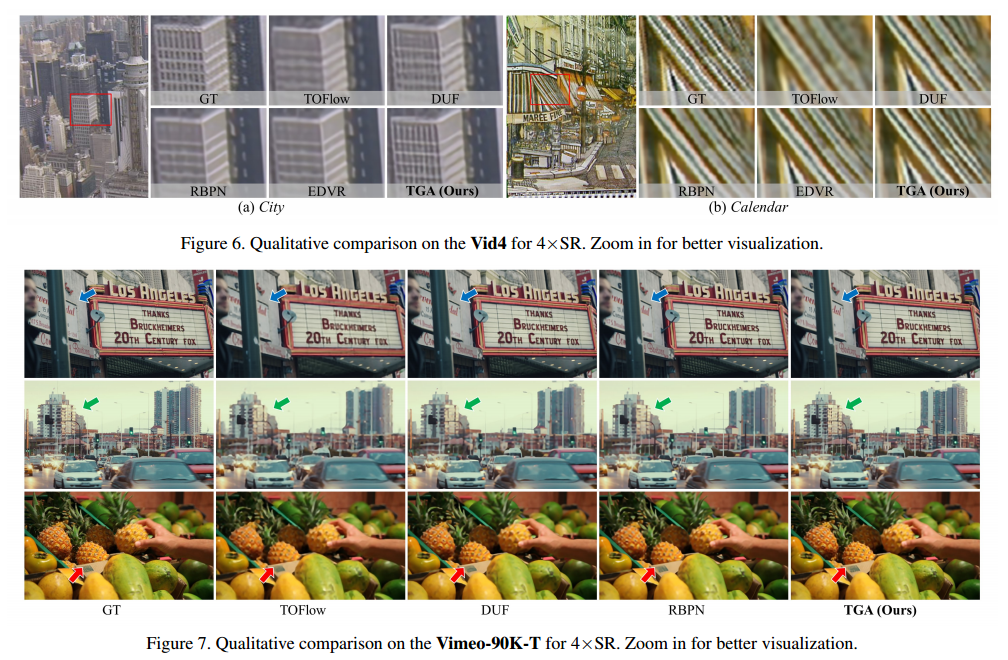 GT TOFlow DUF GT TOFlow DUF
MAREE FR
RBPN EDVR TGA (Ours) RBPN EDVR TGA (Ours)
(a) City (b) Calendar
Figure 6. Qualitative comparison on the Vid4 for 4×SR. Zoom in for better visualization.
LOS ANGELES LOS ANGELES LOS ANGELES LOS ANGELES LOS ANGELES
THANKS THANKS THANKS THANKS THANKS
BRUCKHEIMERS BRUCKHEIMERS BRUCKHEIMERS BRUCKHEIMERS BRUCKHEIMERS
20TH CENTURY FOX 20TH CENTURY FOX 20TH CENTURY FOX 20TH CENTURY FOX 20TH CENTURY FOX
GT TOFlow DUF RBPN TGA (Ours)
Figure 7. Qualitative comparison on the Vimeo-90K-T for 4×SR. Zoom in for better visualization.